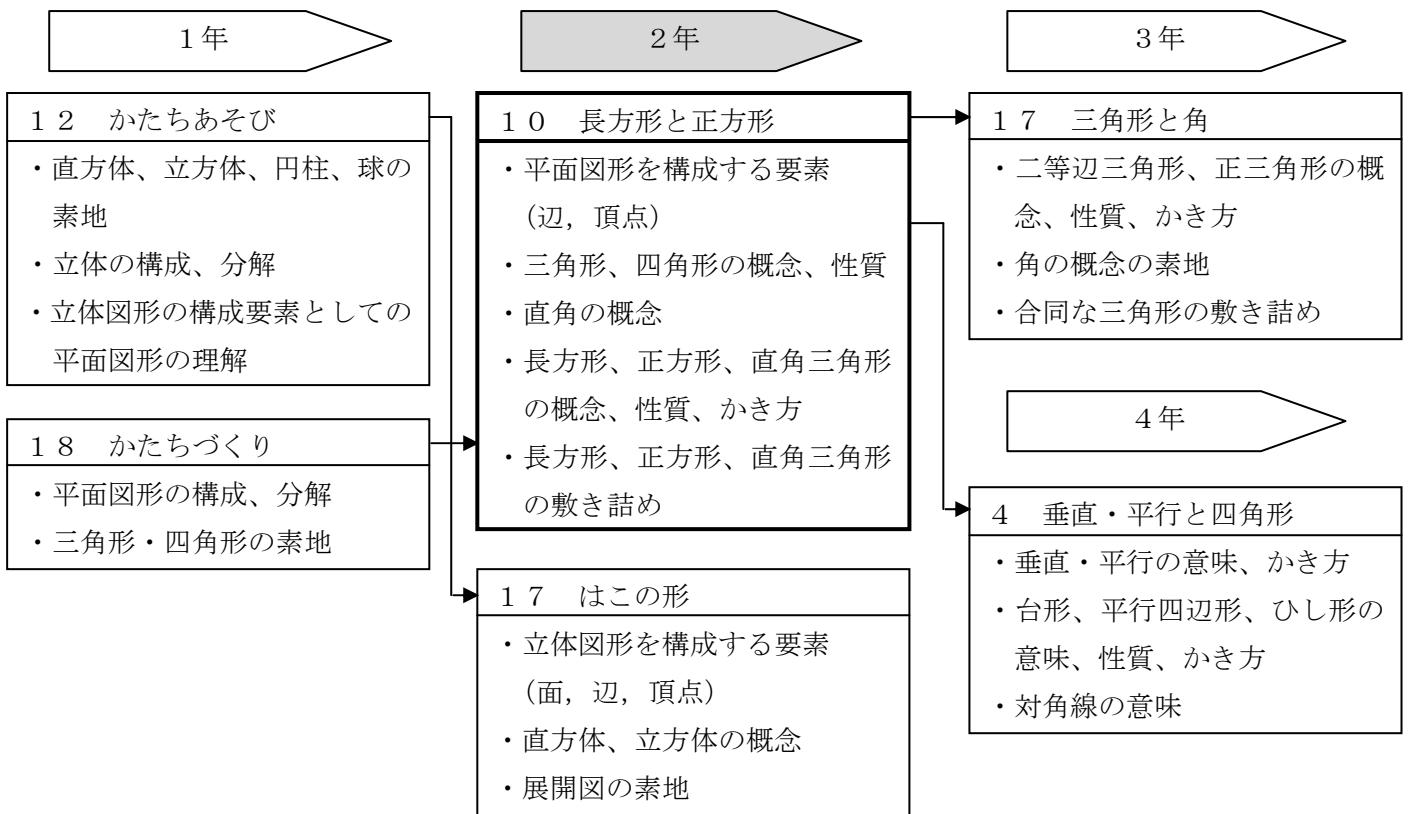 1年
2年
3年
12 かたちあそび
・直方体、立方体、円柱、球の
素地
・立体の構成、分解
・立体図形の構成要素としての
平面図形の理解
18 かたちづくり
・平面図形の構成、分解
・三角形・四角形の素地
10 長方形と正方形
・平面図形を構成する要素
(辺,頂点)
・三角形、四角形の概念、性質
・直角の概念
・長方形、正方形、直角三角形
の概念、性質、かき方
・長方形、正方形、直角三角形
の敷き詰め
17 はこの形
・立体図形を構成する要素
(面,辺,頂点)
・直方体、立方体の概念
・展開図の素地
17 三角形と角
・二等辺三角形、正三角形の概
念、性質、かき方
・角の概念の素地
・合同な三角形の敷き詰め
4年
4 垂直・平行と四角形
・垂直・平行の意味、かき方
・台形、平行四辺形、ひし形の
意味、性質、かき方
・対角線の意味